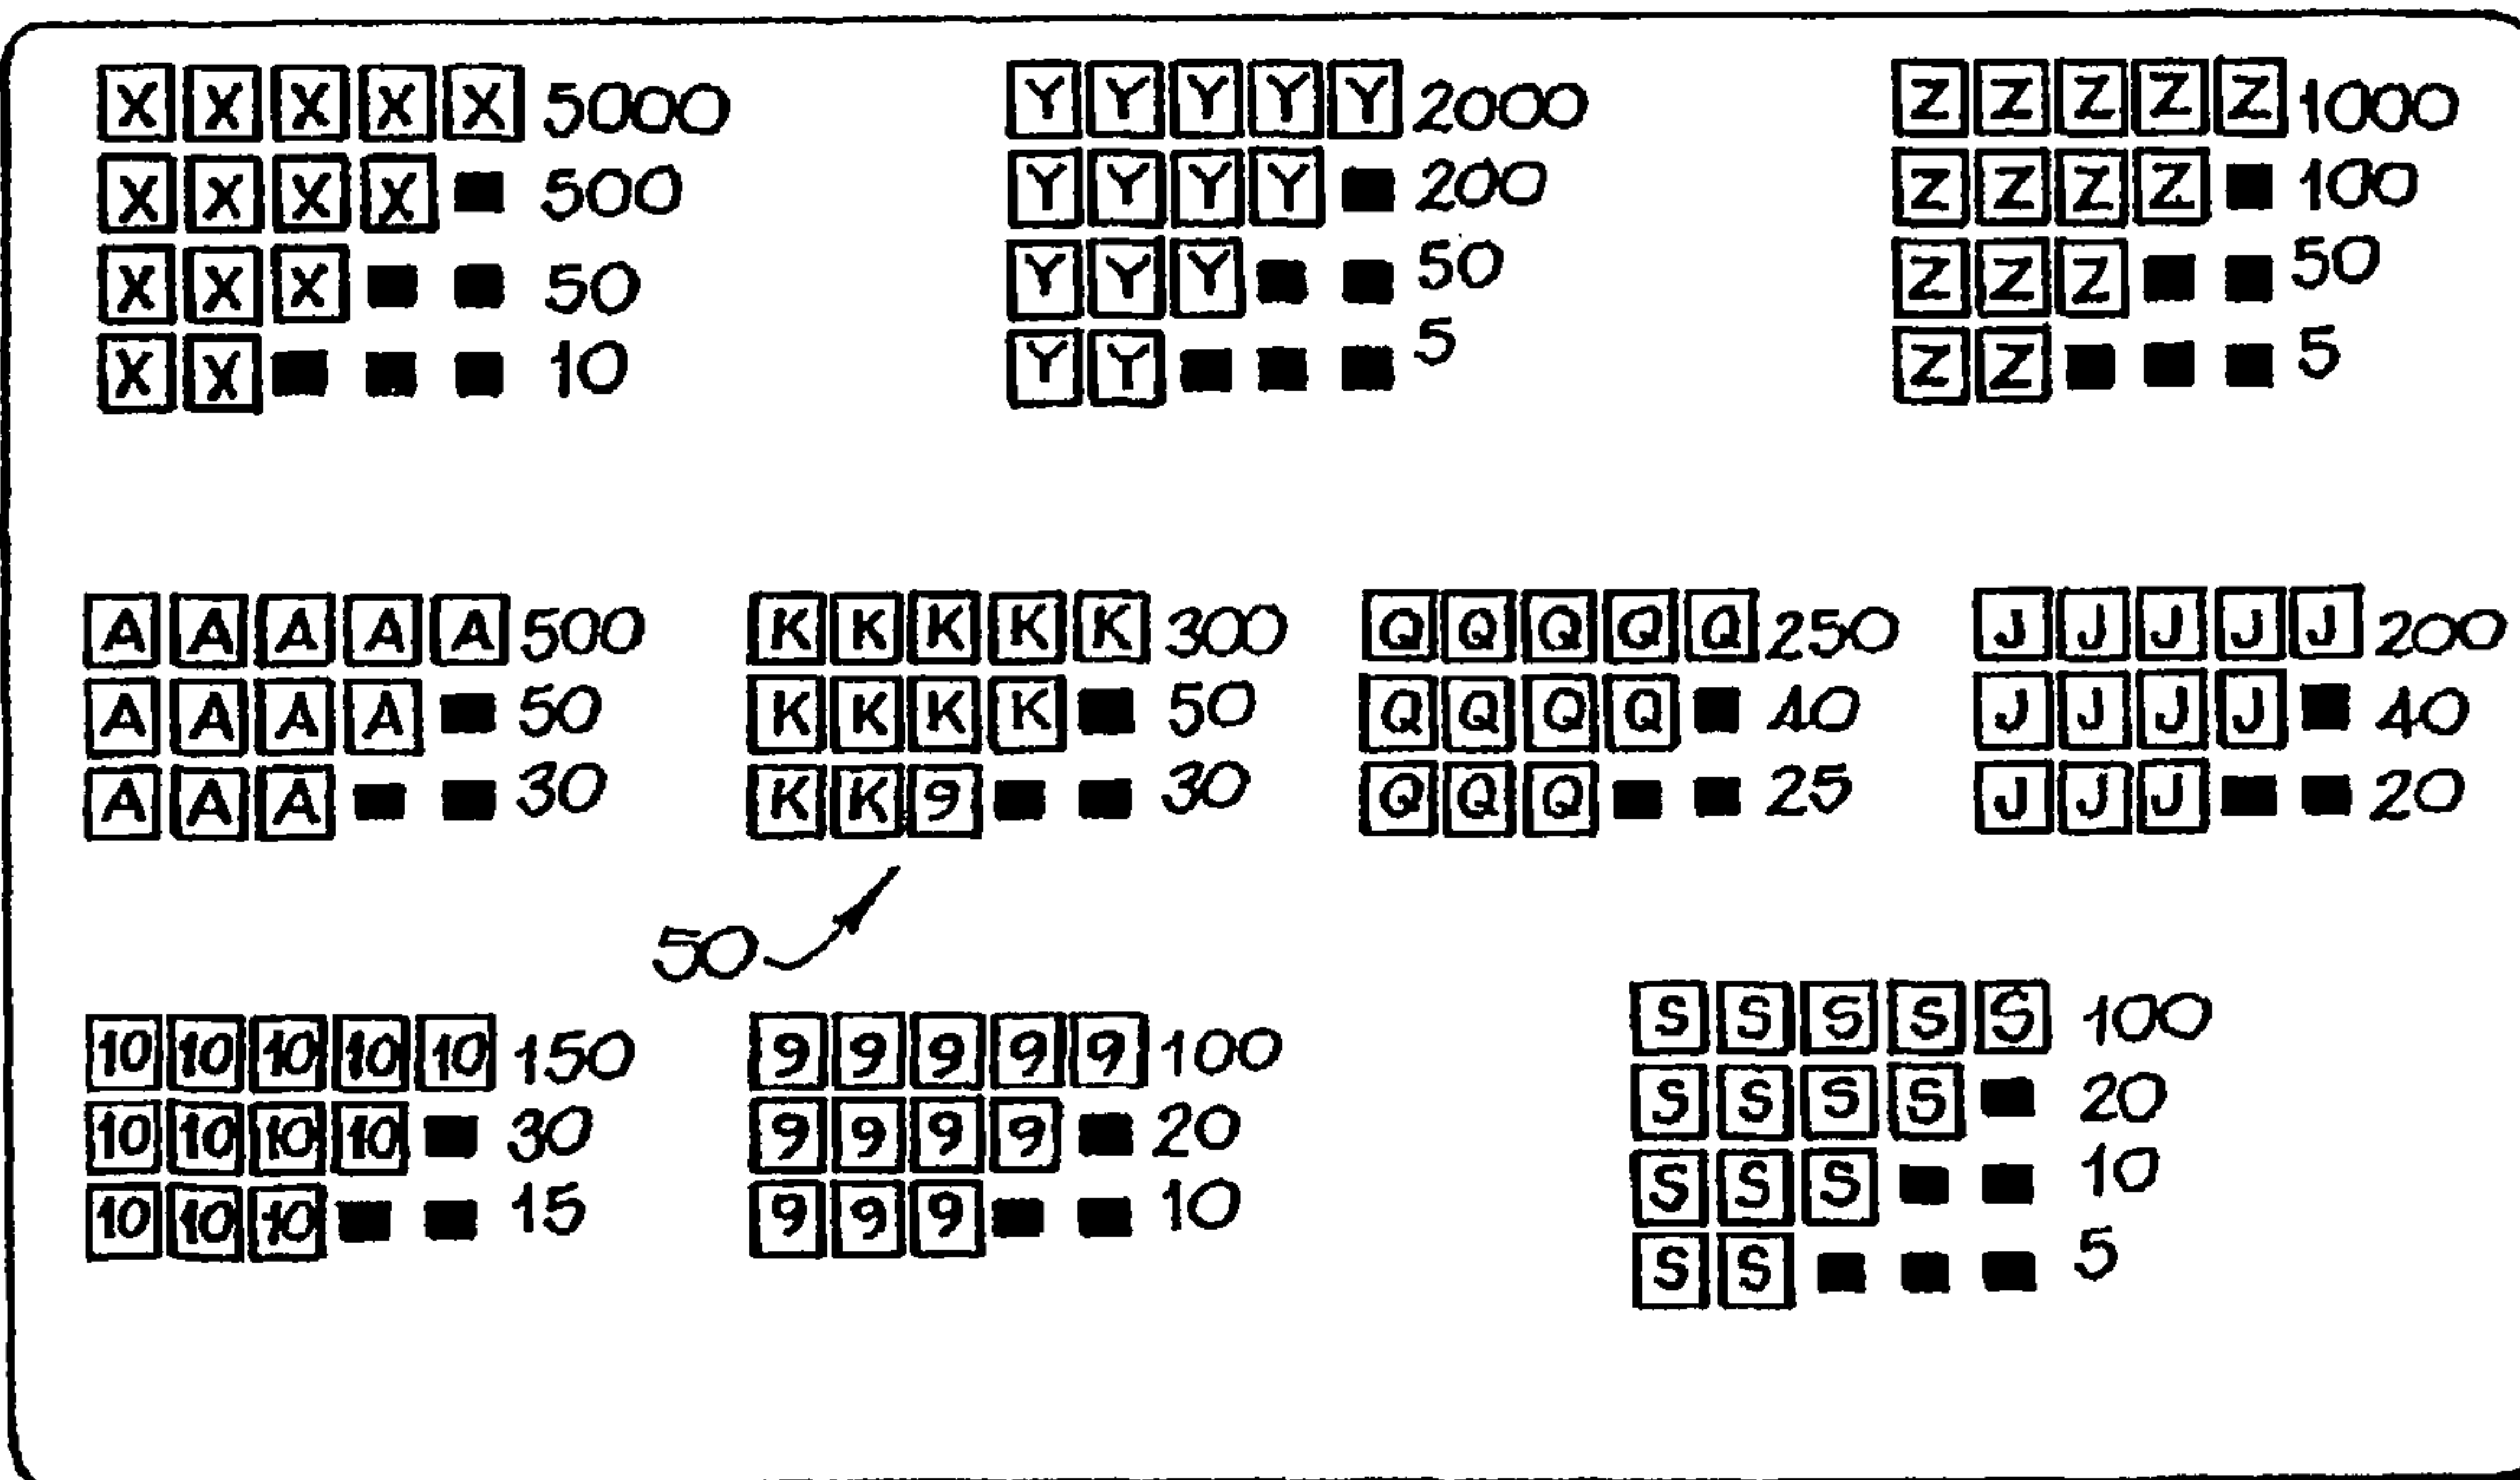 X X X X X 5000
X X X X 500
X X X 50
X X 10
Y Y Y Y Y 2000
Y Y Y Y 200
Y Y Y 50
Y Y 5
Z Z Z Z Z 1000
Z Z Z Z 100
Z Z Z 50
Z Z 5
A A A A A 500
A A A A 50
A A A 30
K K K K K 300
K K K K 50
K K 9 30
Q Q Q Q Q 250
Q Q Q Q 40
Q Q Q 25
J J J J J 200
J J J J 40
J J J 20
50
10 10 10 10 10 150
10 10 10 10 30
10 10 10 15
9 9 9 9 9 100
9 9 9 9 20
9 9 9 10
S S S S S 100
S S S S 20
S S S 10
S S 5